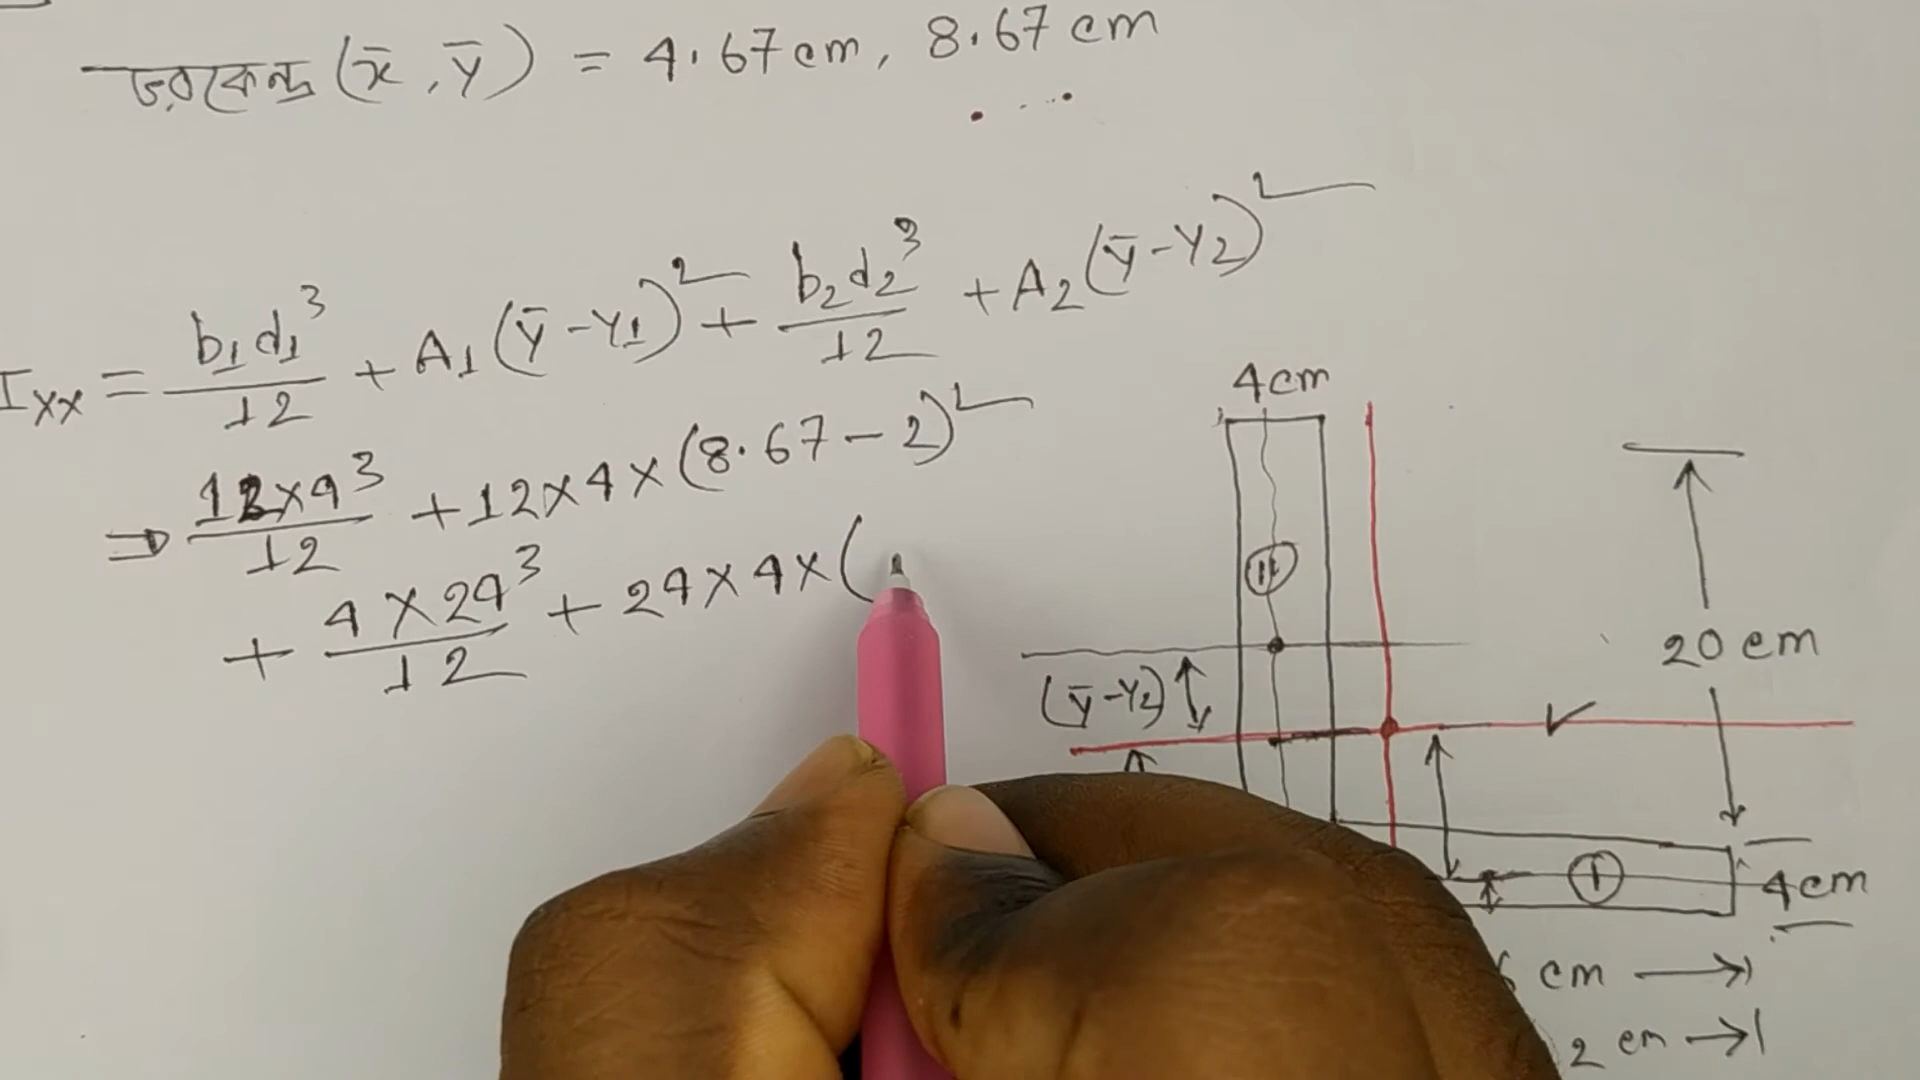 ভরকেন্দ্র (x̄, ȳ) = 4.67 cm, 8.67 cm
Ixx = b₁d₁³/12 + A₁(ȳ-Y₁)² + b₂d₂³/12 + A₂(ȳ-Y₂)²
⇒ 12×4³/12 + 12×4×(8.67-2)²
+ 4×24³/12 + 24×4×(
4cm
II
20 cm
(ȳ-Y₂)
I
4cm
cm
2 cm